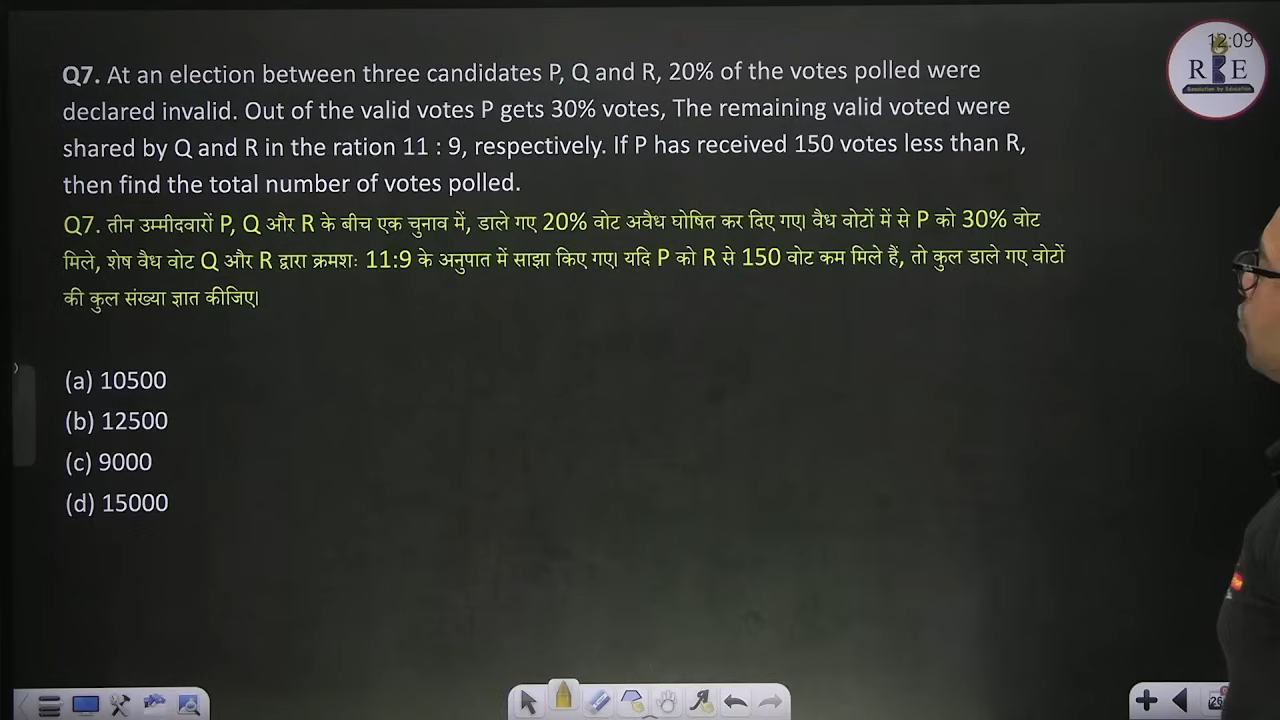 12:09
R E
Q7. At an election between three candidates P, Q and R, 20% of the votes polled were
declared invalid. Out of the valid votes P gets 30% votes, The remaining valid voted were
shared by Q and R in the ration 11 : 9, respectively. If P has received 150 votes less than R,
then find the total number of votes polled.
Q7. तीन उम्मीदवारों P, Q और R के बीच एक चुनाव में, डाले गए 20% वोट अवैध घोषित कर दिए गए। वैध वोटों में से P को 30% वोट
मिले, शेष वैध वोट Q और R द्वारा क्रमशः 11:9 के अनुपात में साझा किए गए। यदि P को R से 150 वोट कम मिले हैं, तो कुल डाले गए वोटों
की कुल संख्या ज्ञात कीजिए।
(a) 10500
(b) 12500
(c) 9000
(d) 15000